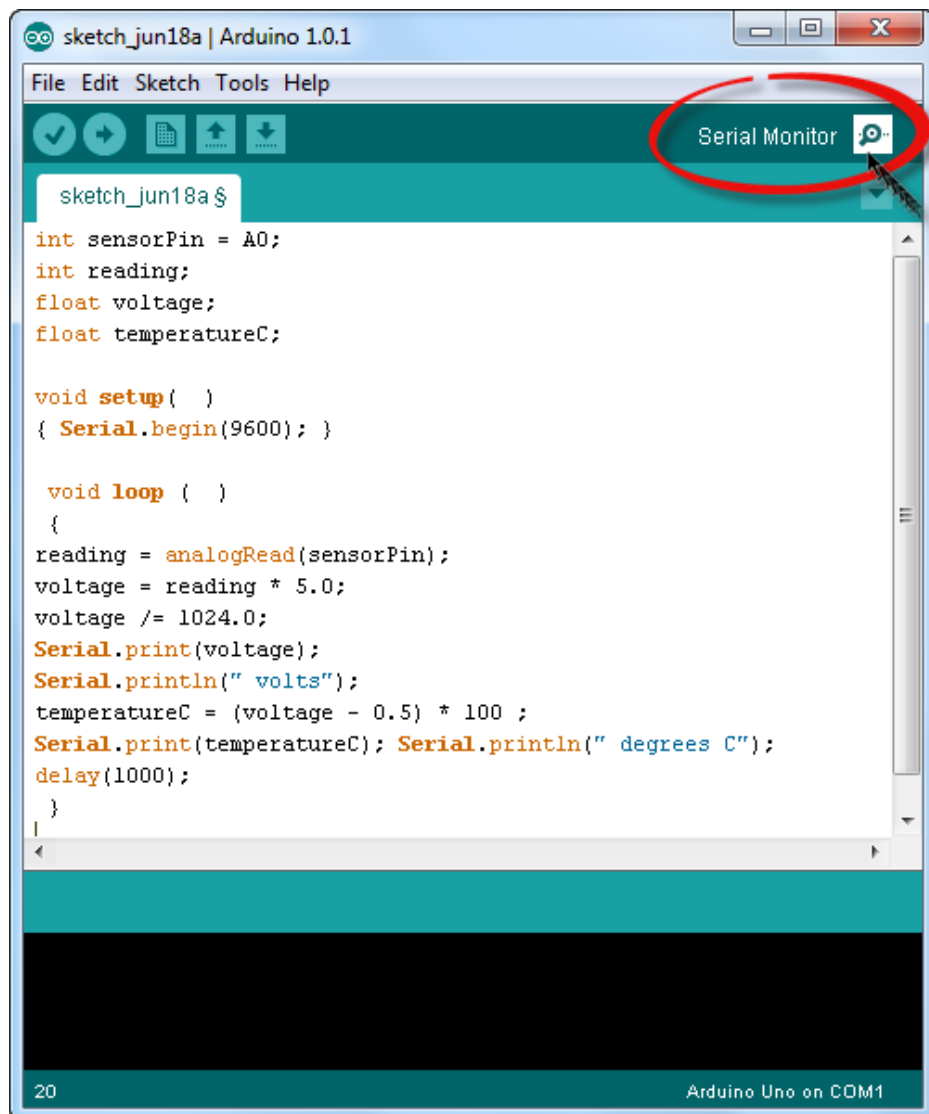 sketch_jun18a | Arduino 1.0.1
File Edit Sketch Tools Help
Serial Monitor
sketch_jun18a §
int sensorPin = A0;
int reading;
float voltage;
float temperatureC;
void setup(  )
{ Serial.begin(9600); }
void loop (  )
{
reading = analogRead(sensorPin);
voltage = reading * 5.0;
voltage /= 1024.0;
Serial.print(voltage);
Serial.println(" volts");
temperatureC = (voltage - 0.5) * 100 ;
Serial.print(temperatureC); Serial.println(" degrees C");
delay(1000);
}
20
Arduino Uno on COM1